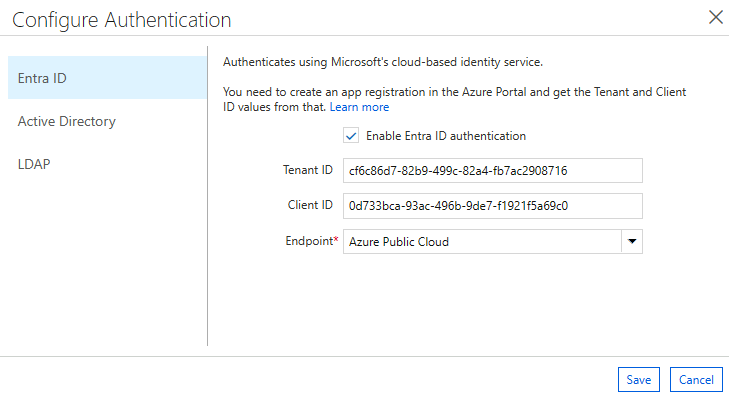 Configure Authentication
Entra ID
Active Directory
LDAP
Authenticates using Microsoft's cloud-based identity service.
You need to create an app registration in the Azure Portal and get the Tenant and Client
ID values from that. Learn more
Enable Entra ID authentication
Tenant ID cf6c86d7-82b9-499c-82a4-fb7ac2908716
Client ID 0d733bca-93ac-496b-9de7-f1921f5a69c0
Endpoint* Azure Public Cloud
Save Cancel